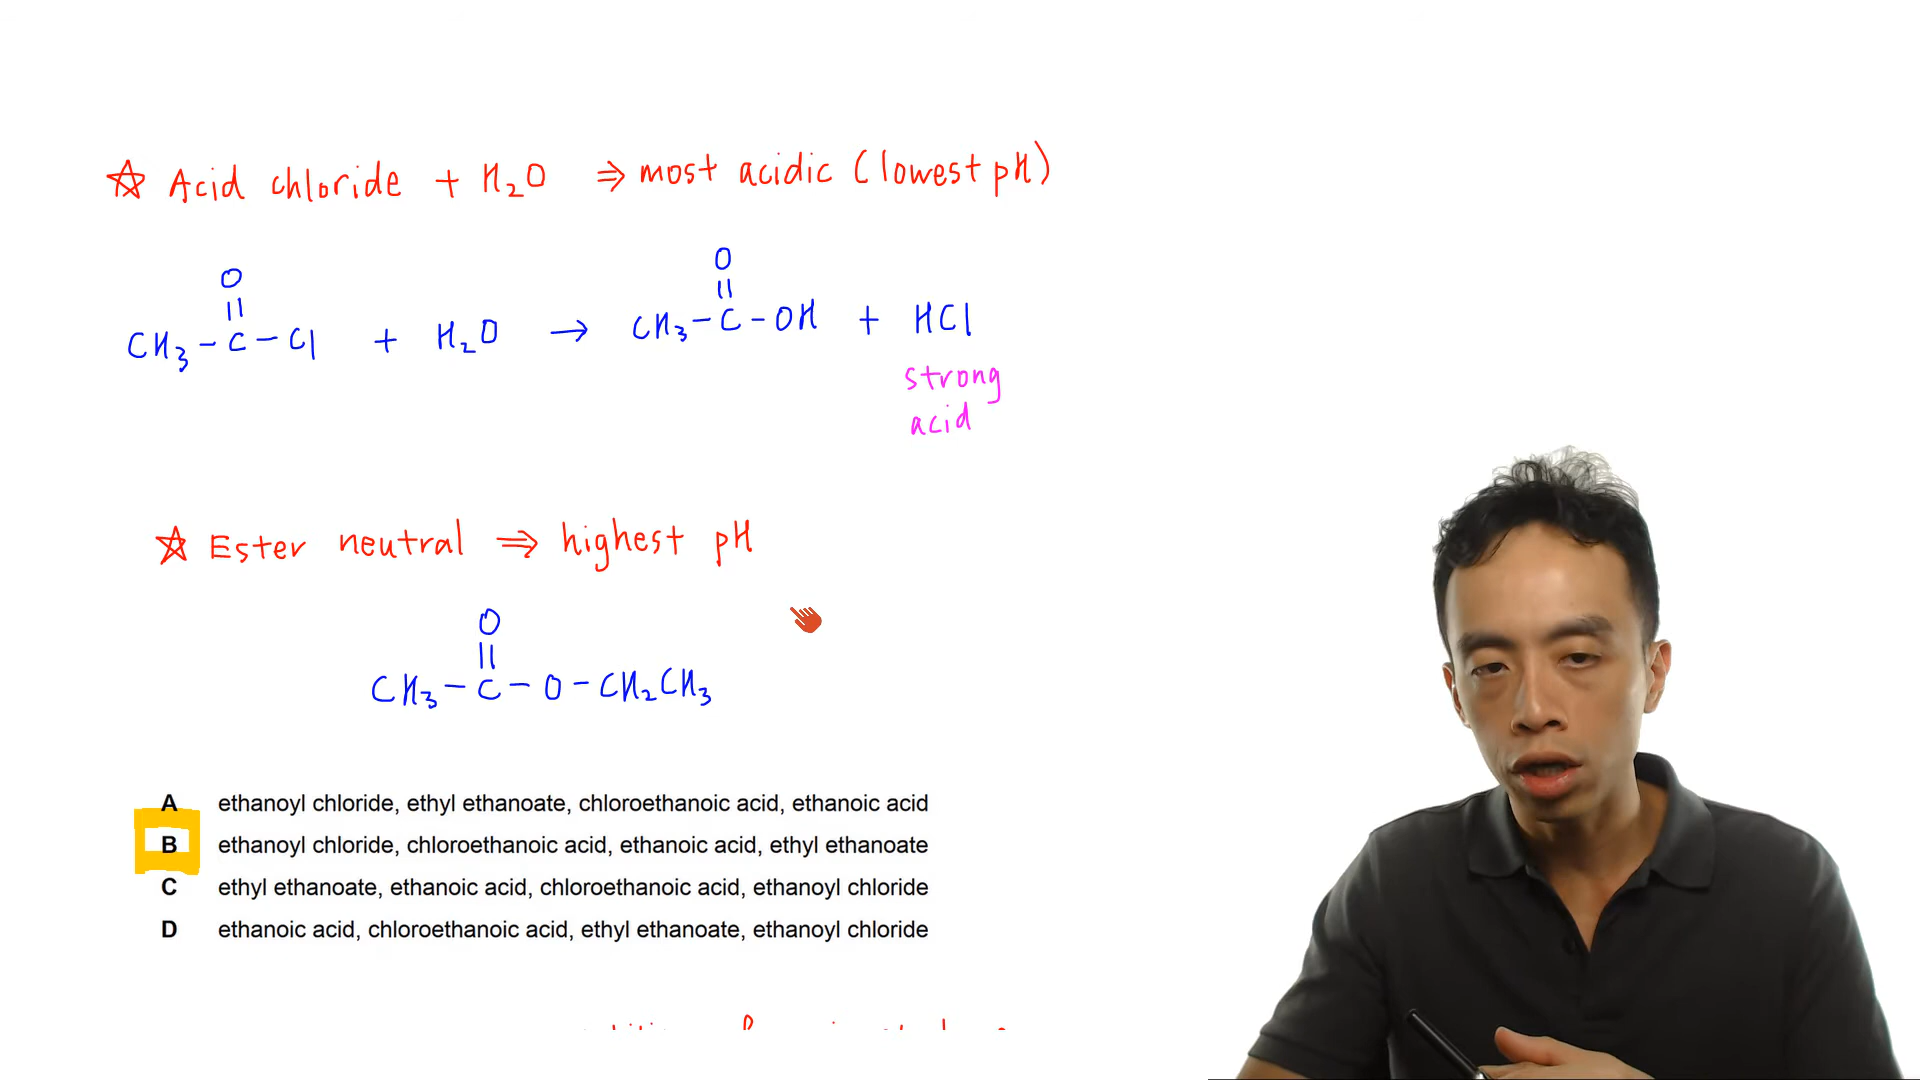 ☆ Acid chloride + H₂O ⇒ most acidic (lowest pH)
O
||
CH₃ – C – Cl + H₂O → CH₃ – C – OH + HCl
O
||
strong
acid
☆ Ester neutral ⇒ highest pH
O
||
CH₃ – C – O – CH₂CH₃
A ethanoyl chloride, ethyl ethanoate, chloroethanoic acid, ethanoic acid
B ethanoyl chloride, chloroethanoic acid, ethanoic acid, ethyl ethanoate
C ethyl ethanoate, ethanoic acid, chloroethanoic acid, ethanoyl chloride
D ethanoic acid, chloroethanoic acid, ethyl ethanoate, ethanoyl chloride